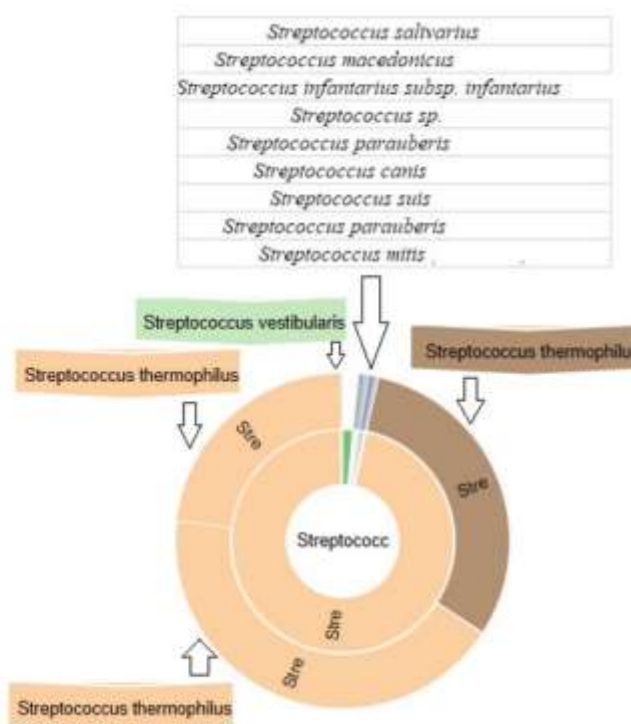 Streptococcus salivarius
Streptococcus macedonicus
Streptococcus infantarius subsp. infantarius
Streptococcus sp.
Streptococcus parauberis
Streptococcus canis
Streptococcus suis
Streptococcus parauberis
Streptococcus mitis
Streptococcus vestibularis
Streptococcus thermophilu
Streptococcus thermophilus
Stre
Stre
Streptococc
Stre
Stre
Streptococcus thermophilus